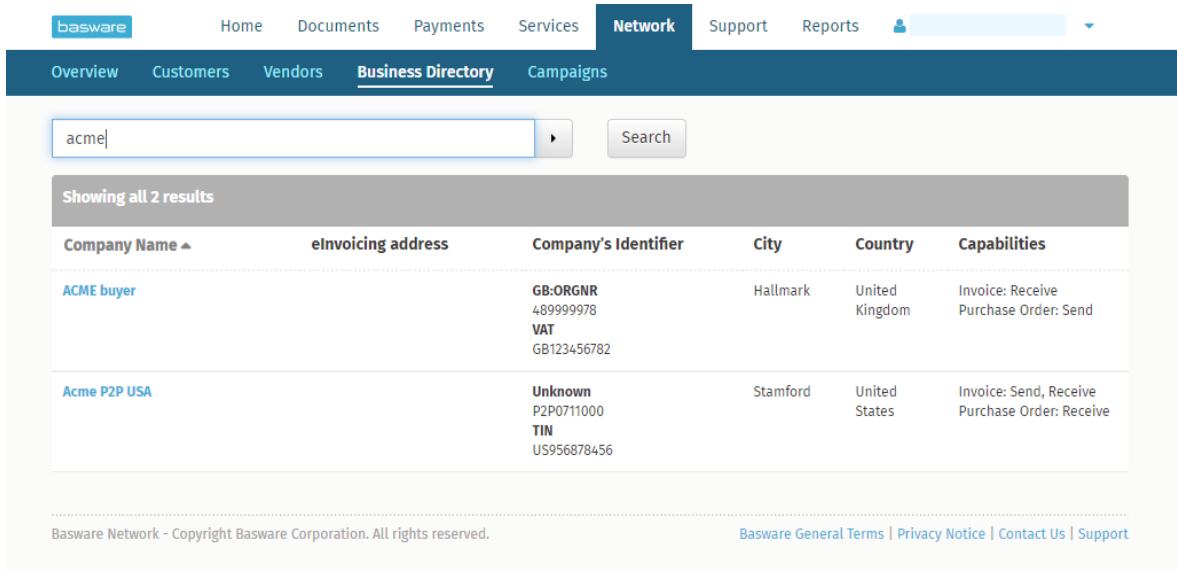 basware Home Documents Payments Services Network Support Reports
Overview Customers Vendors Business Directory Campaigns
acme Search
Showing all 2 results
Company Name eInvoicing address Company's Identifier City Country Capabilities
ACME buyer GB:ORGNR Hallmark United Invoice: Receive
489999978 Kingdom Purchase Order: Send
VAT
GB123456782
Acme P2P USA Unknown Stamford United Invoice: Send, Receive
P2P0711000 States Purchase Order: Receive
TIN
US956878456
Basware Network - Copyright Basware Corporation. All rights reserved. Basware General Terms | Privacy Notice | Contact Us | Support